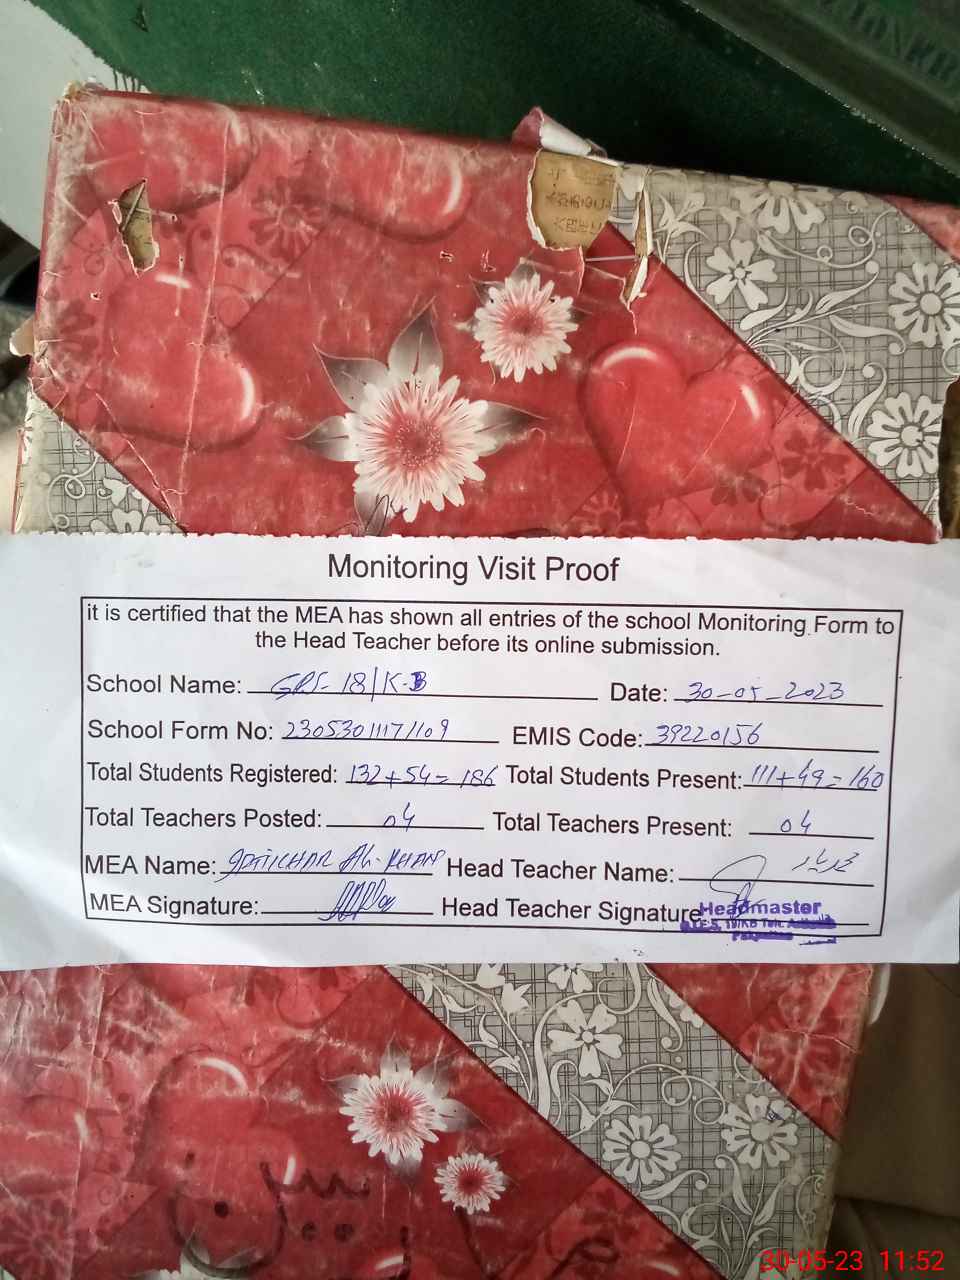 Monitoring Visit Proof
it is certified that the MEA has shown all entries of the school Monitoring Form to
the Head Teacher before its online submission.
School Name: GPS- 18/K-B Date: 30-05-2023
School Form No: 2305301117/109 EMIS Code: 39220156
Total Students Registered: 132+54= 186 Total Students Present: 111+49=160
Total Teachers Posted: 04 Total Teachers Present: 04
MEA Name: Head Teacher Name:
MEA Signature: Head Teacher Signature
Headmaster
30-05-23 11:52